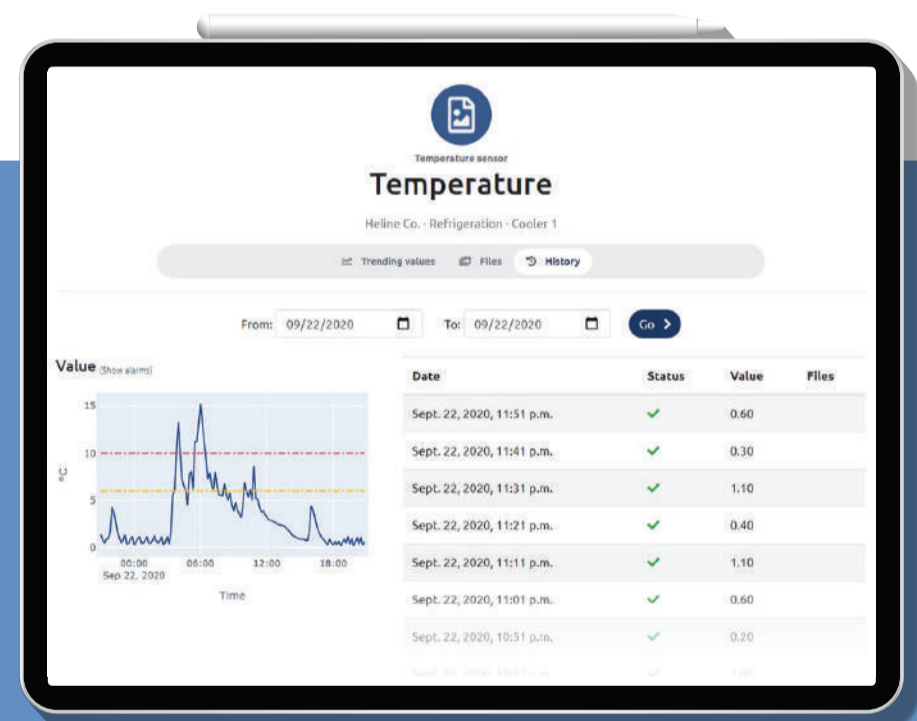 Temperature sensor
Temperature
Heline Co. · Refrigeration · Cooler 1
Trending values Files History
From: 09/22/2020 To: 09/22/2020 Go
Value (Show alarms)
15
10
5
0
°C
00:00 06:00 12:00 18:00
Sep 22, 2020
Time
Date Status Value Files
Sept. 22, 2020, 11:51 p.m. 0.60
Sept. 22, 2020, 11:41 p.m. 0.30
Sept. 22, 2020, 11:31 p.m. 1.10
Sept. 22, 2020, 11:21 p.m. 0.40
Sept. 22, 2020, 11:11 p.m. 1.10
Sept. 22, 2020, 11:01 p.m. 0.60
Sept. 22, 2020, 10:51 p.m. 0.20